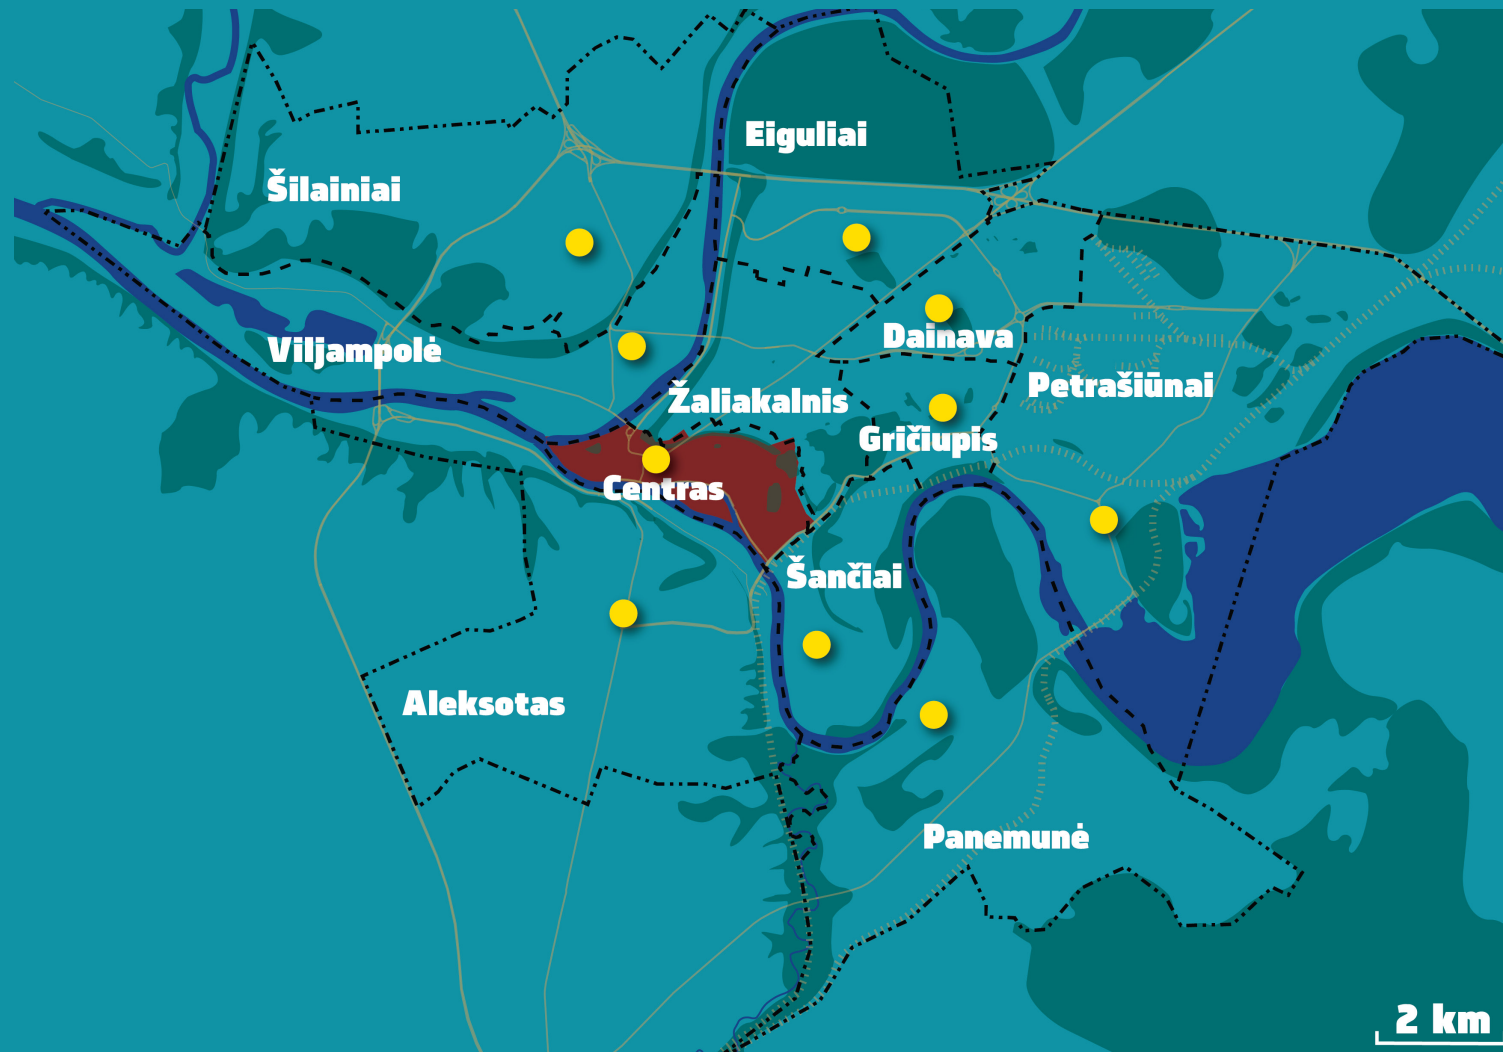 Eiguliai
Šilainiai
Dainava
Viljampolė
Petrašiūnai
Žaliakalnis
Gričiupis
Centras
Šančiai
Aleksotas
Panemunė
2 km